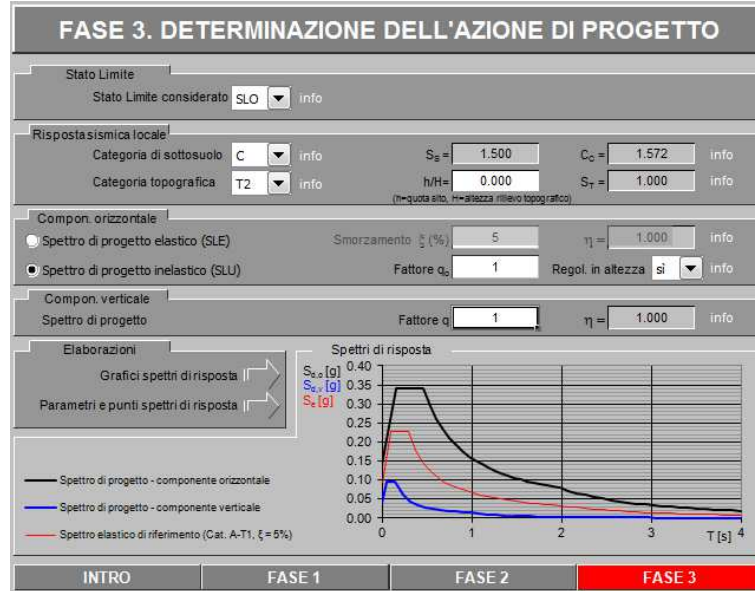 FASE 3. DETERMINAZIONE DELL'AZIONE DI PROGETTO
Stato Limite
Stato Limite considerato SLO info
Risposta sismica locale
Categoria di sottosuolo C info SS = 1.500 CC = 1.572 info
Categoria topografica T2 info h/H= 0.000 ST = 1.000 info
(h=quota sito, H=altezza rilievo topografico)
Compon. orizzontale
Spettro di progetto elastico (SLE) Smorzamento ξ (%) 5 η = 1.000 info
Spettro di progetto inelastico (SLU) Fattore qo 1 Regol. in altezza sì info
Compon. verticale
Spettro di progetto Fattore q 1 η = 1.000 info
Elaborazioni
Grafici spettri di risposta
Parametri e punti spettri di risposta
Spettri di risposta
Sd,o [g]
Sd,v [g]
Se [g]
0.40
0.35
0.30
0.25
0.20
0.15
0.10
0.05
0.00
0 1 2 3 4
T [s]
Spettro di progetto - componente orizzontale
Spettro di progetto - componente verticale
Spettro elastico di riferimento (Cat. A-T1, ξ = 5%)
INTRO FASE 1 FASE 2 FASE 3